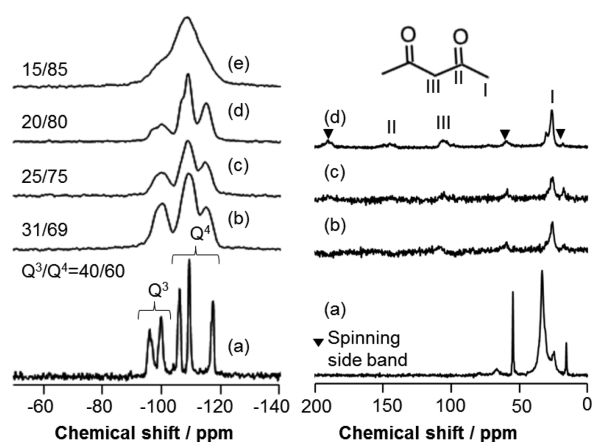 15/85
(e)
20/80
(d)
25/75
(c)
31/69
(b)
Q³/Q⁴=40/60
Q⁴
Q³
(a)
-60 -80 -100 -120 -140
Chemical shift / ppm
O O
III II I
(d)
II III I
(c)
(b)
(a)
▼ Spinning
side band
200 150 100 50 0
Chemical shift / ppm